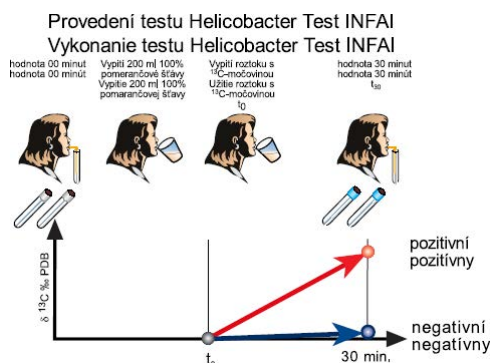 Provedení testu Helicobacter Test INFAI
Vykonanie testu Helicobacter Test INFAI
hodnota 00 minut
hodnota 00 minút
Vypití 200 ml 100%
pomerančové šťávy
Vypitie 200 ml 100%
pomarančovej šťavy
Vypití roztoku s
¹³C-močovinou
Užitie roztoku s
¹³C-močovinou
t₀
hodnota 30 minut
hodnota 30 minút
t₃₀
δ ¹³C ‰ PDB
pozitivní
pozitívny
negativní
negatívny
t₀
30 min.